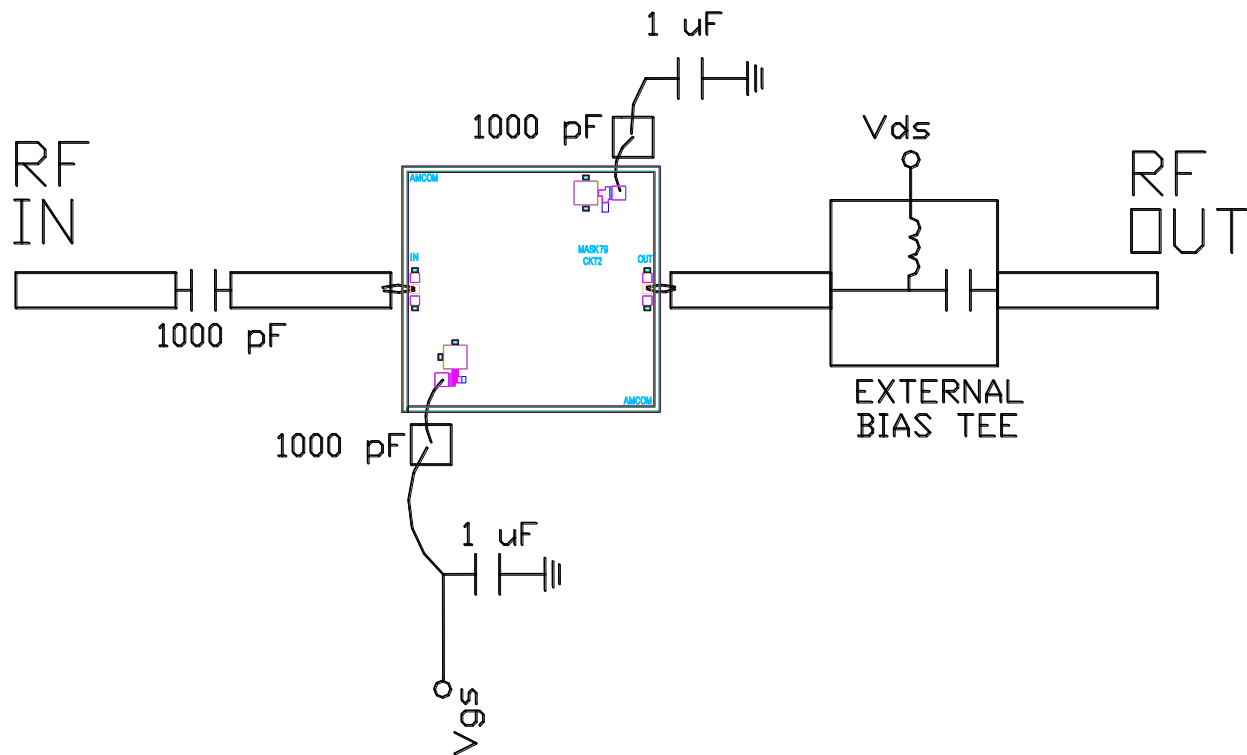 1 uF
1000 pF
Vds
RF
IN
RF
OUT
AMCOM
MASK79
CKT2
IN
OUT
1000 pF
AMCOM
EXTERNAL
BIAS TEE
1000 pF
1 uF
Vgs